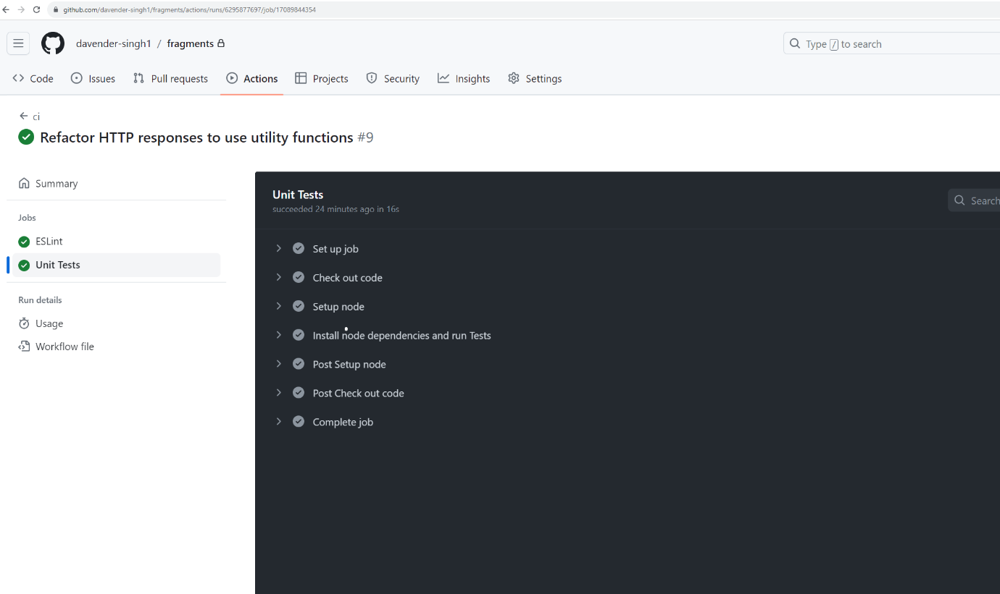 github.com/davender-singh1/fragments/actions/runs/6295877697/job/17089844354
davender-singh1 / fragments
Type / to search
Code Issues Pull requests Actions Projects Security Insights Settings
ci
Refactor HTTP responses to use utility functions #9
Summary
Jobs
ESLint
Unit Tests
Run details
Usage
Workflow file
Unit Tests
succeeded 24 minutes ago in 16s
Search
Set up job
Check out code
Setup node
Install node dependencies and run Tests
Post Setup node
Post Check out code
Complete job